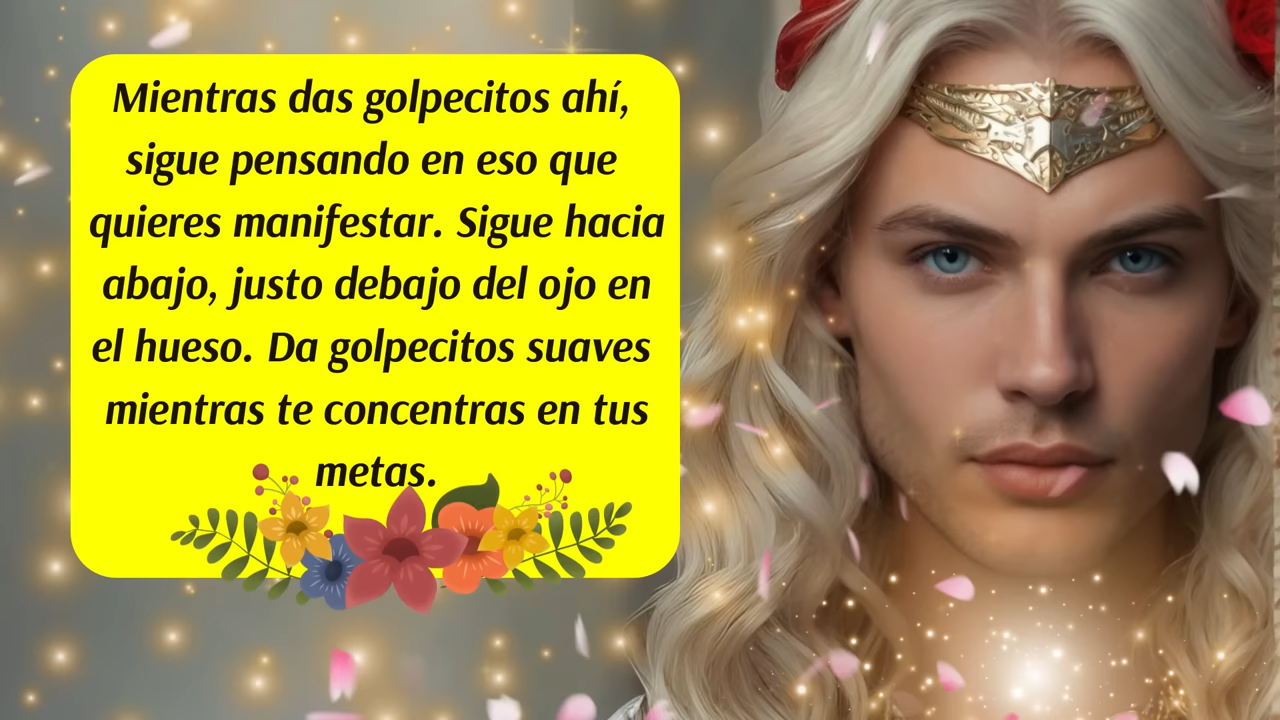 Mientras das golpecitos ahí,
sigue pensando en eso que
quieres manifestar. Sigue hacia
abajo, justo debajo del ojo en
el hueso. Da golpecitos suaves
mientras te concentras en tus
metas.